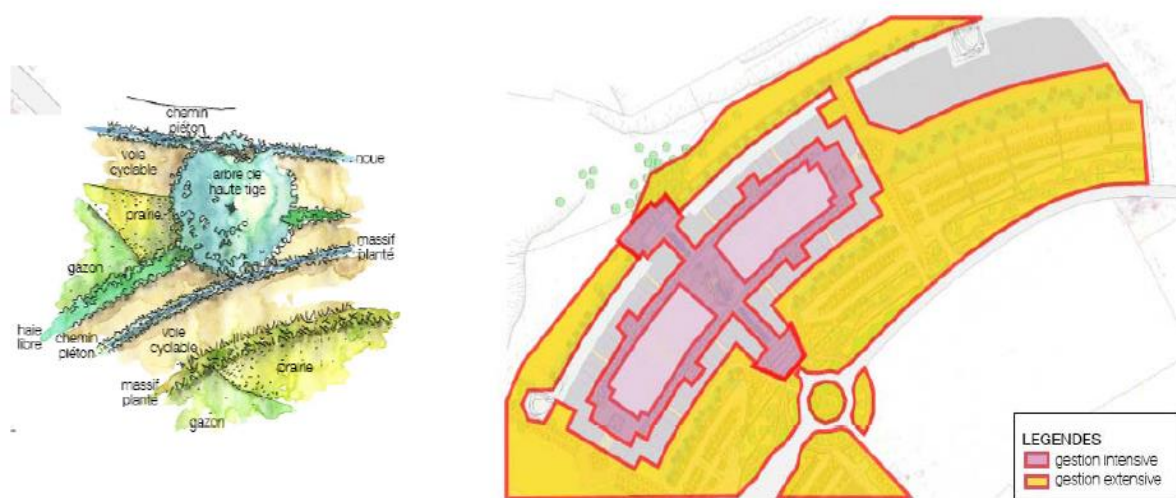 chemin
piéton
voie
cyclable
noue
arbre de
haute tige
prairie
massif
planté
gazon
haie
libre
chemin
piéton
voie
cyclable
prairie
massif
planté
gazon
LEGENDES
gestion intensive
gestion extensive